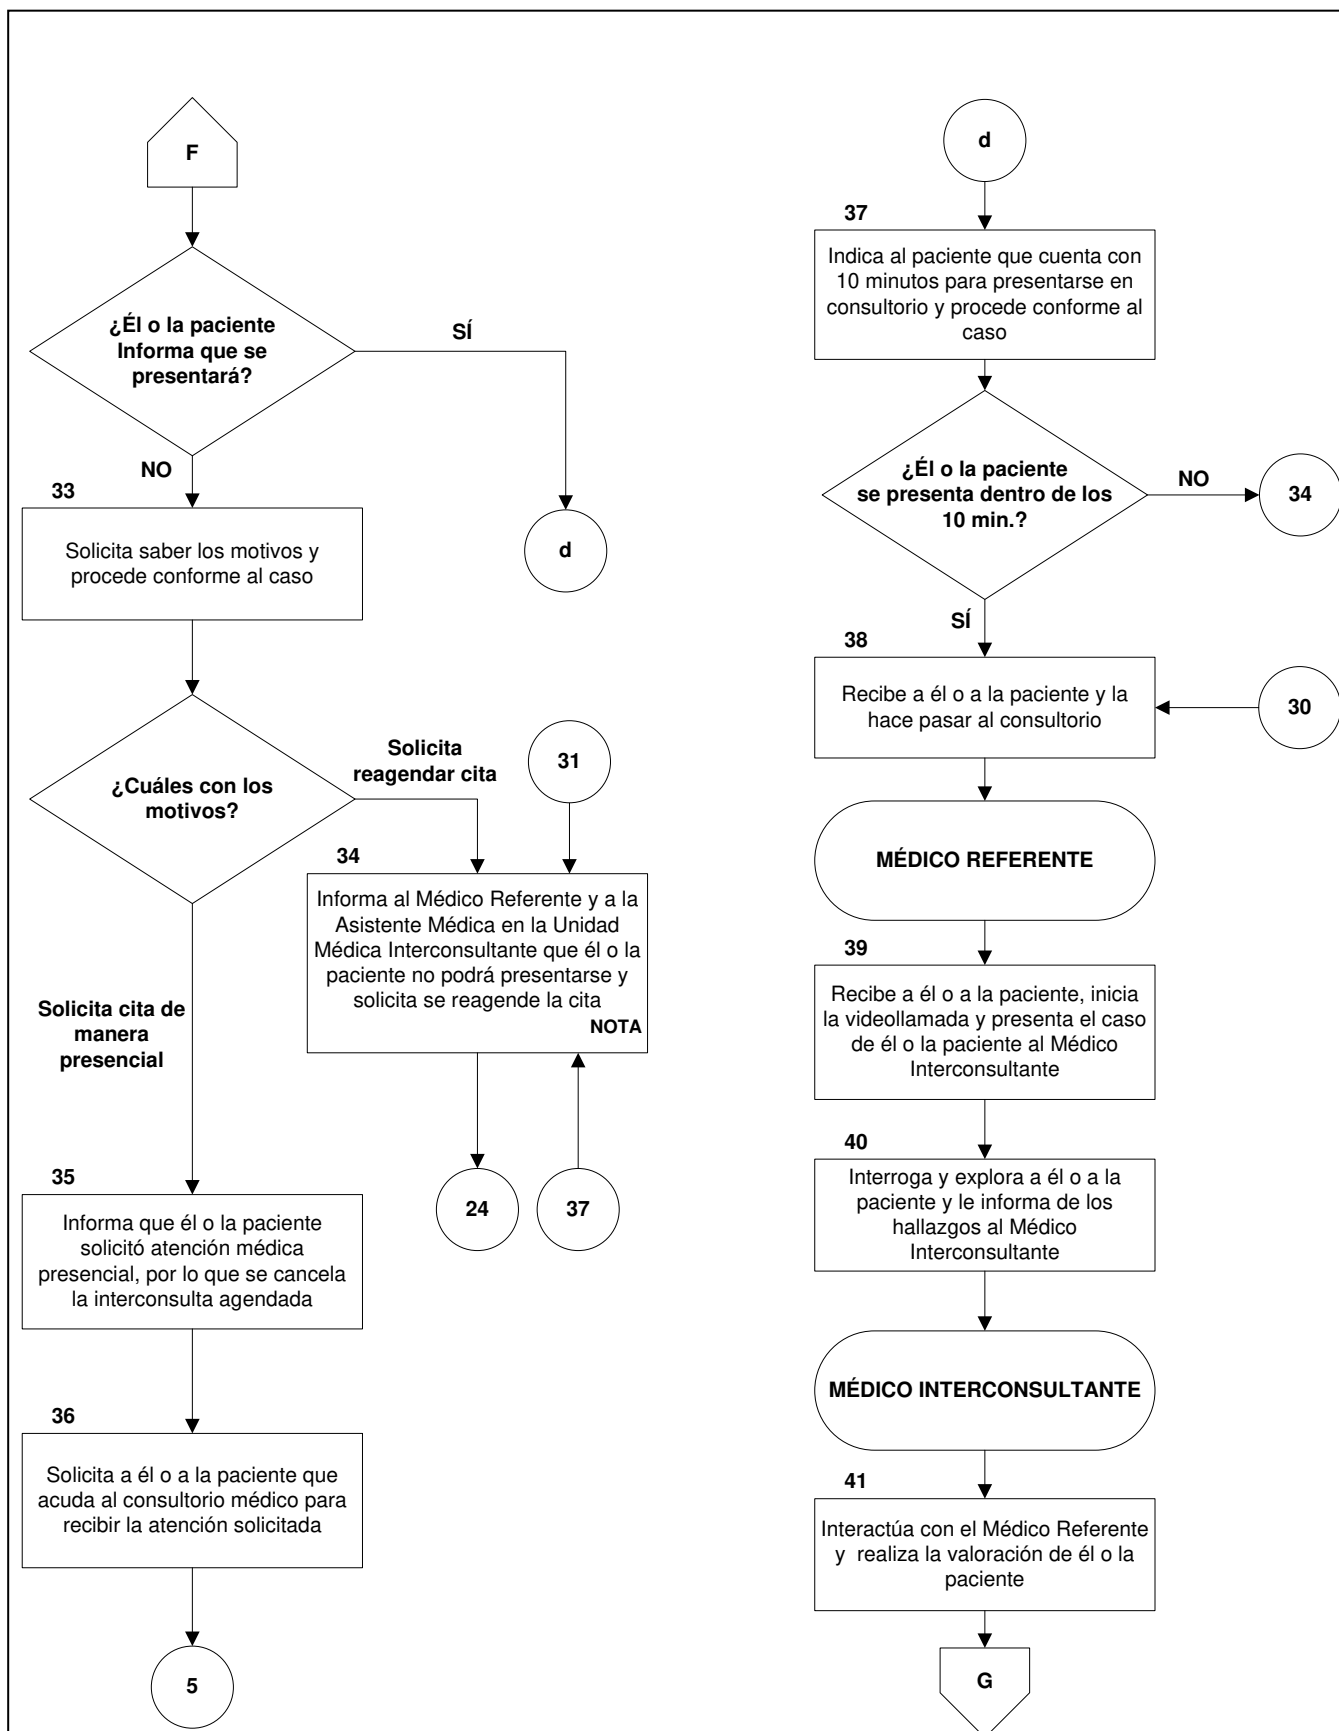 F
¿Él o la paciente
Informa que se
presentará?
SÍ
d
NO
33
Solicita saber los motivos y
procede conforme al caso
¿Cuáles con los
motivos?
Solicita
reagendar cita
31
34
Informa al Médico Referente y a la
Asistente Médica en la Unidad
Médica Interconsultante que él o la
paciente no podrá presentarse y
solicita se reagende la cita
NOTA
24
37
Solicita cita de
manera
presencial
35
Informa que él o la paciente
solicitó atención médica
presencial, por lo que se cancela
la interconsulta agendada
36
Solicita a él o a la paciente que
acuda al consultorio médico para
recibir la atención solicitada
5
d
37
Indica al paciente que cuenta con
10 minutos para presentarse en
consultorio y procede conforme al
caso
¿Él o la paciente
se presenta dentro de los
10 min.?
NO
34
SÍ
38
Recibe a él o a la paciente y la
hace pasar al consultorio
30
MÉDICO REFERENTE
39
Recibe a él o a la paciente, inicia
la videollamada y presenta el caso
de él o la paciente al Médico
Interconsultante
40
Interroga y explora a él o a la
paciente y le informa de los
hallazgos al Médico
Interconsultante
MÉDICO INTERCONSULTANTE
41
Interactúa con el Médico Referente
y realiza la valoración de él o la
paciente
G